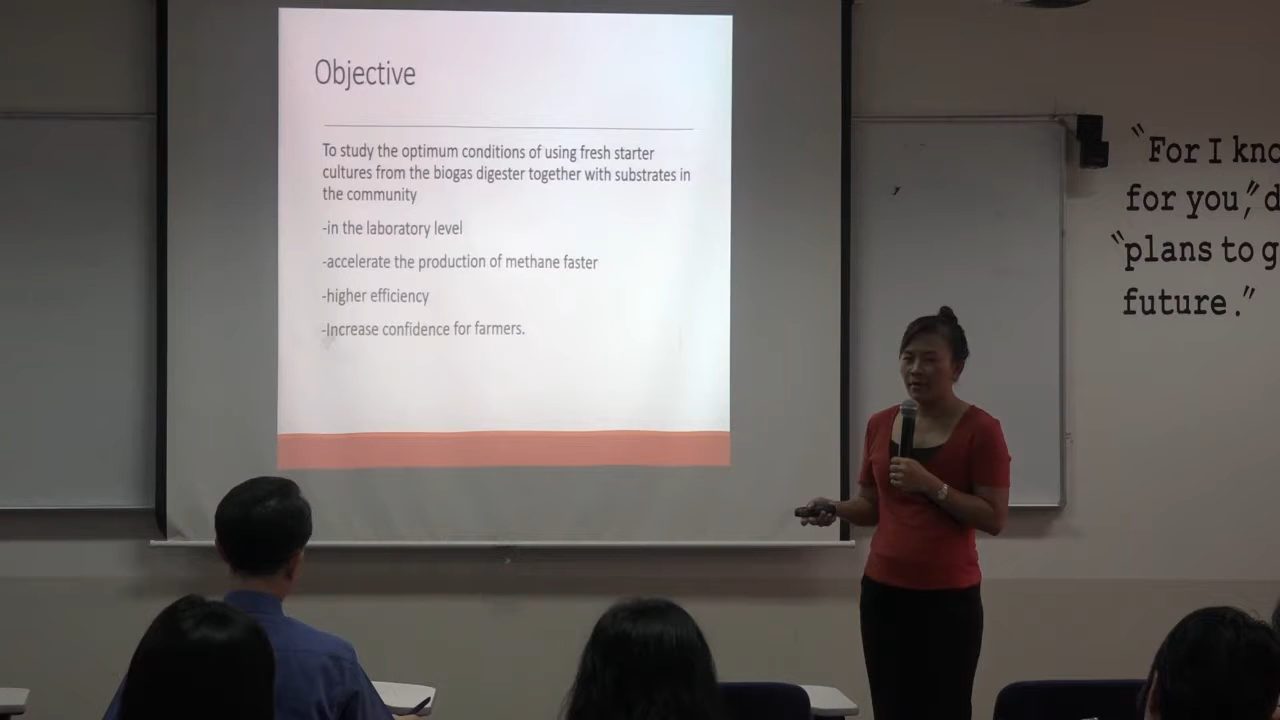 Objective
To study the optimum conditions of using fresh starter
cultures from the biogas digester together with substrates in
the community
-in the laboratory level
-accelerate the production of methane faster
-higher efficiency
-Increase confidence for farmers.
“For I kno
for you,” d
“plans to g
future.”